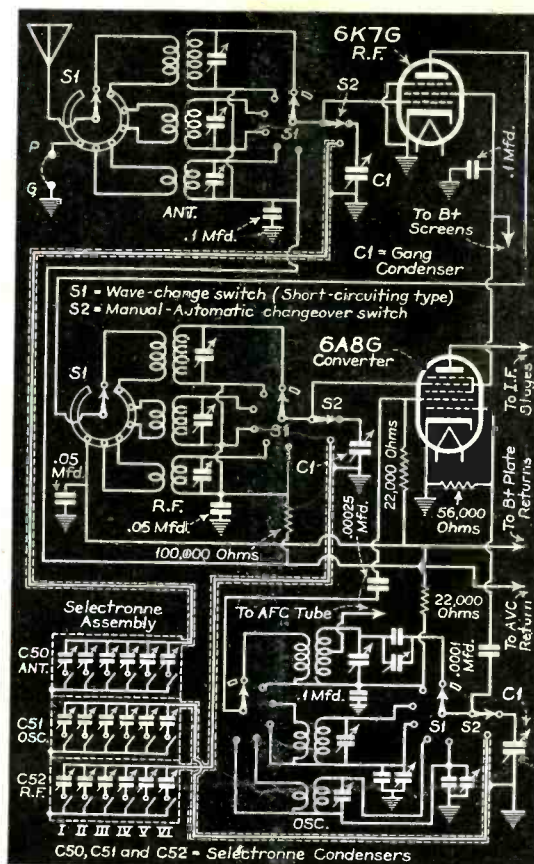 6K7G
R.F.
S1
S2
D
S1
P
G
C1
ANT.
.1 Mfd.
.1 Mfd.
To B+
Screens
C1 = Gang
Condenser
S1 = Wave-change switch (Short-circuiting type)
S2 = Manual-Automatic changeover switch
6A8G
Converter
S1
D
S2
S1
To I.F.
Stages
.05
Mfd.
C1
R.F.
.05 Mfd.
.00025
Mfd.
22,000 Ohms
56,000
Ohms
To B+ Plate
Returns
100,000 Ohms
Selectronne
Assembly
To AFC Tube
22,000
Ohms
To AVC
Return
C50
ANT.
D
D
.0001
Mfd.
C1
.1 Mfd.
C51
OSC.
S1
S2
C52
R.F.
OSC.
I II III IV V VI
C50, C51 and C52 = Selectronne Condensers